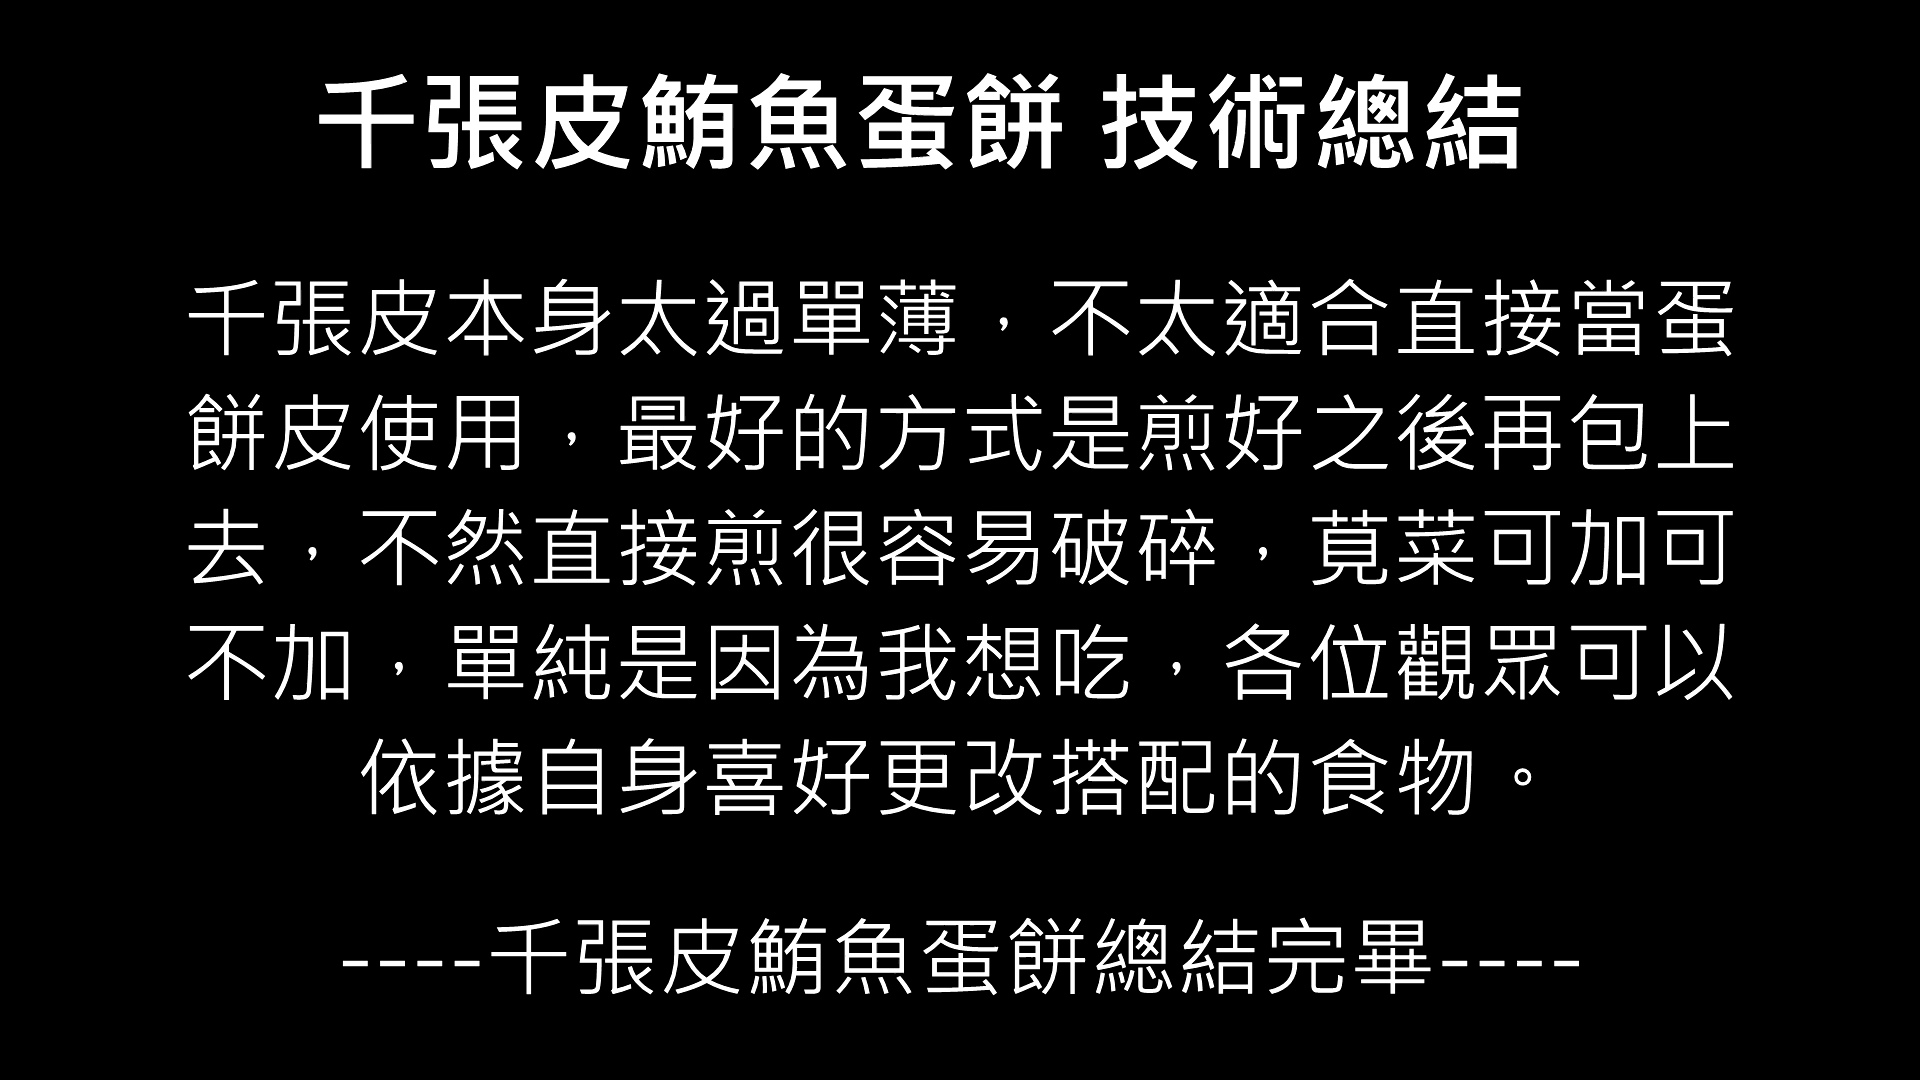 千張皮鮪魚蛋餅 技術總結
千張皮本身太過單薄，不太適合直接當蛋
餅皮使用，最好的方式是煎好之後再包上
去，不然直接煎很容易破碎，莧菜可加可
不加，單純是因為我想吃，各位觀眾可以
依據自身喜好更改搭配的食物。
----千張皮鮪魚蛋餅總結完畢----